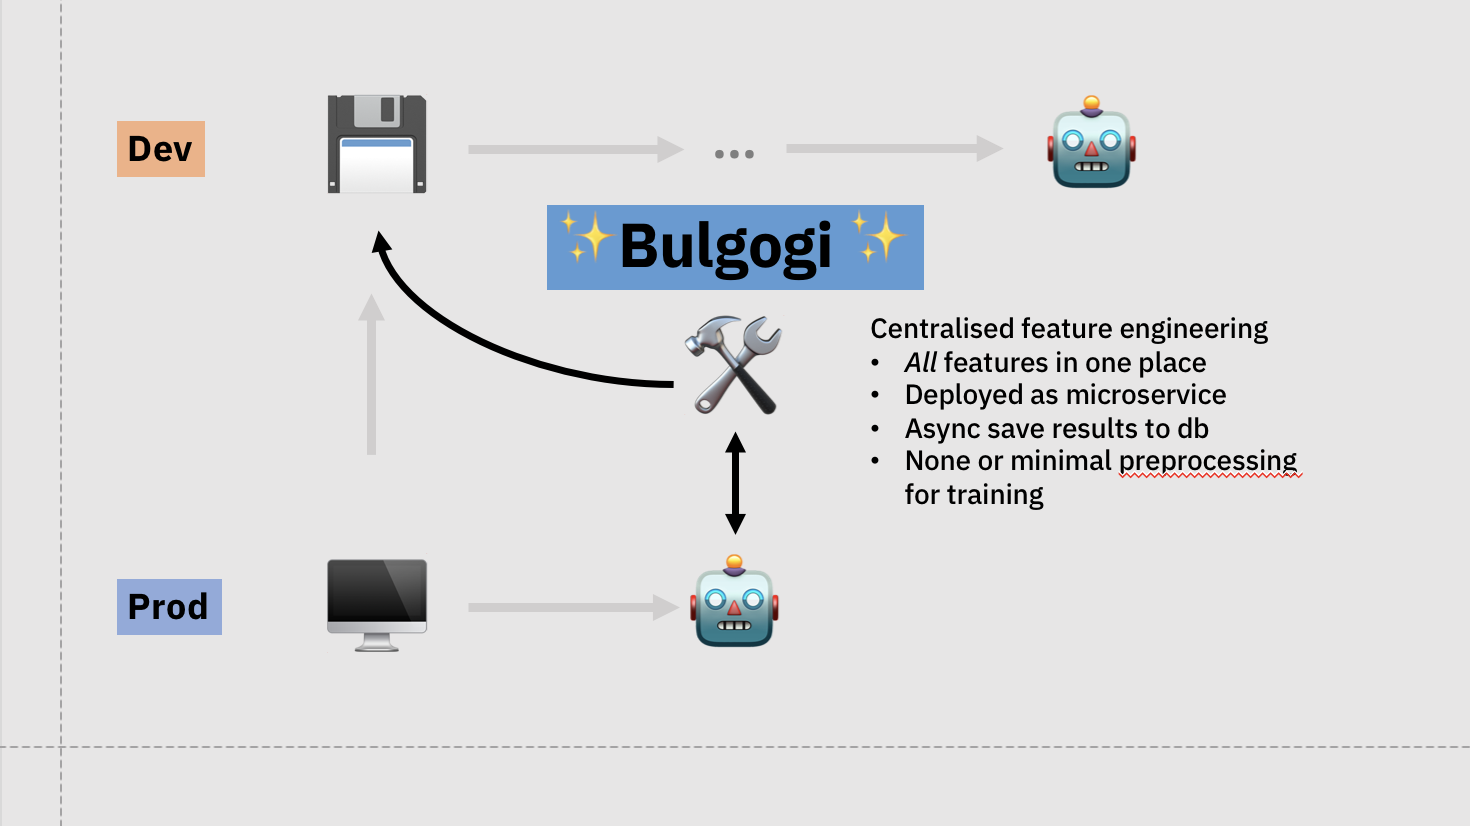 Dev
...
✨Bulgogi ✨
Centralised feature engineering
• All features in one place
• Deployed as microservice
• Async save results to db
• None or minimal preprocessing
for training
Prod